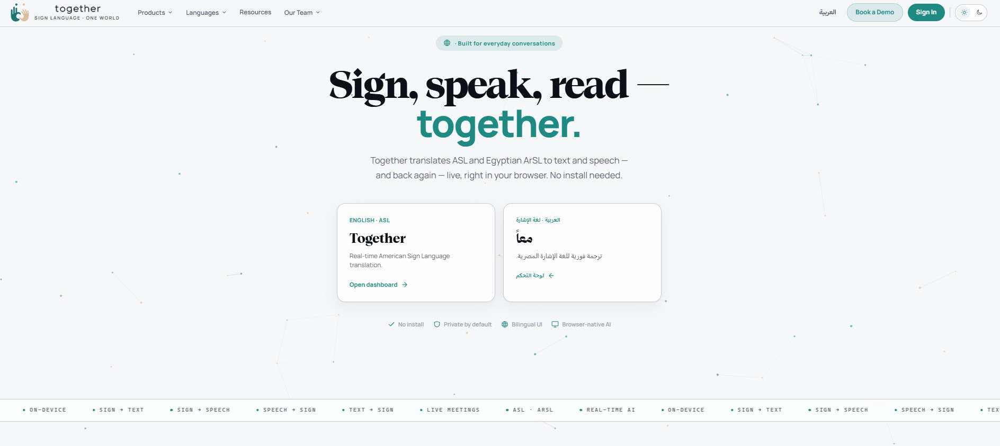 together
SIGN LANGUAGE · ONE WORLD
Products
Languages
Resources
Our Team
العربية
Book a Demo
Sign In
· Built for everyday conversations
Sign, speak, read —
together.
Together translates ASL and Egyptian ArSL to text and speech —
and back again — live, right in your browser. No install needed.
ENGLISH · ASL
Together
Real-time American Sign Language
translation.
Open dashboard →
العربية · لغة الإشارة
معاً
ترجمة فورية للغة الإشارة المصرية.
لوحة التحكم ←
No install
Private by default
Bilingual UI
Browser-native AI
• ON-DEVICE • SIGN → TEXT • SIGN → SPEECH • SPEECH → SIGN • TEXT → SIGN • LIVE MEETINGS • ASL · ARSL • REAL-TIME AI • ON-DEVICE • SIGN → TEXT • SIGN → SPEECH • SPEECH → SIGN • TEX